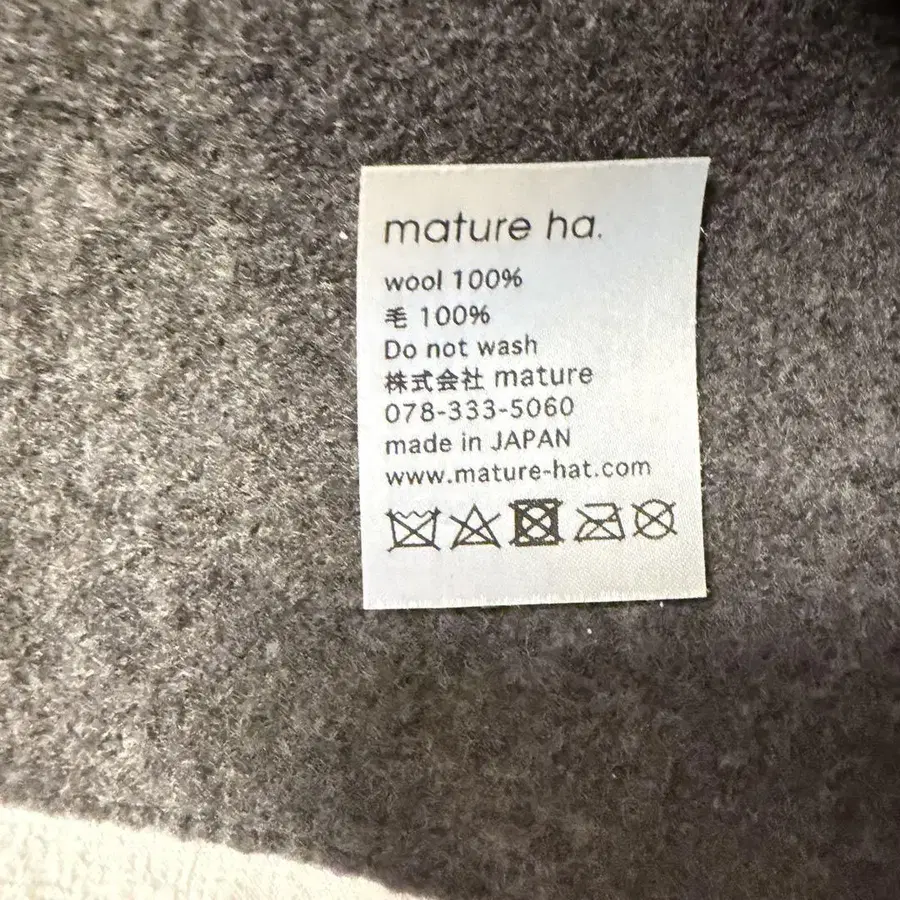 mature ha.
wool 100%
毛 100%
Do not wash
株式会社 mature
078-333-5060
made in JAPAN
www.mature-hat.com